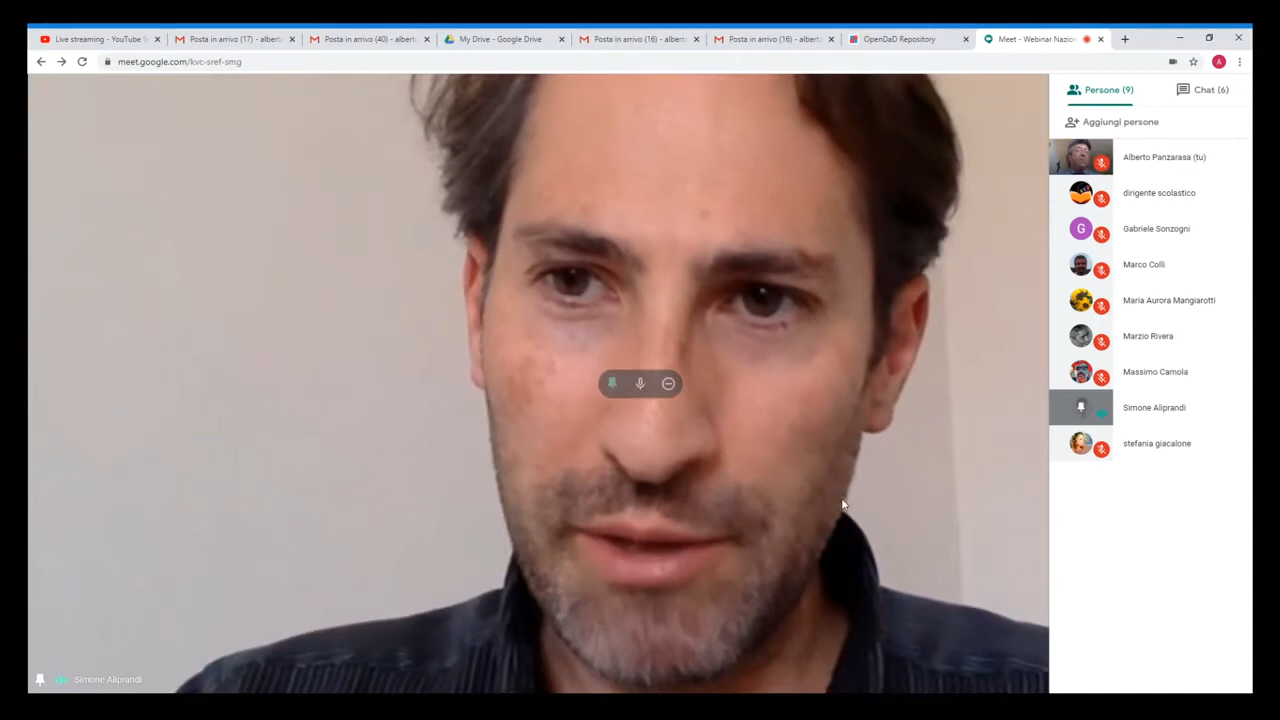 Live streaming - YouTube S
Posta in arrivo (17) - albert
Posta in arrivo (40) - albert
My Drive - Google Drive
Posta in arrivo (16) - albert
Posta in arrivo (16) - albert
OpenDaD Repository
Meet - Webinar Nazio
meet.google.com/kvc-sref-smg
A
Persone (9)
Chat (6)
Aggiungi persone
Alberto Panzarasa (tu)
dirigente scolastico
G
Gabriele Sonzogni
Marco Colli
Maria Aurora Mangiarotti
Marzio Rivera
Massimo Carnola
Simone Aliprandi
stefania giacalone
Simone Aliprandi